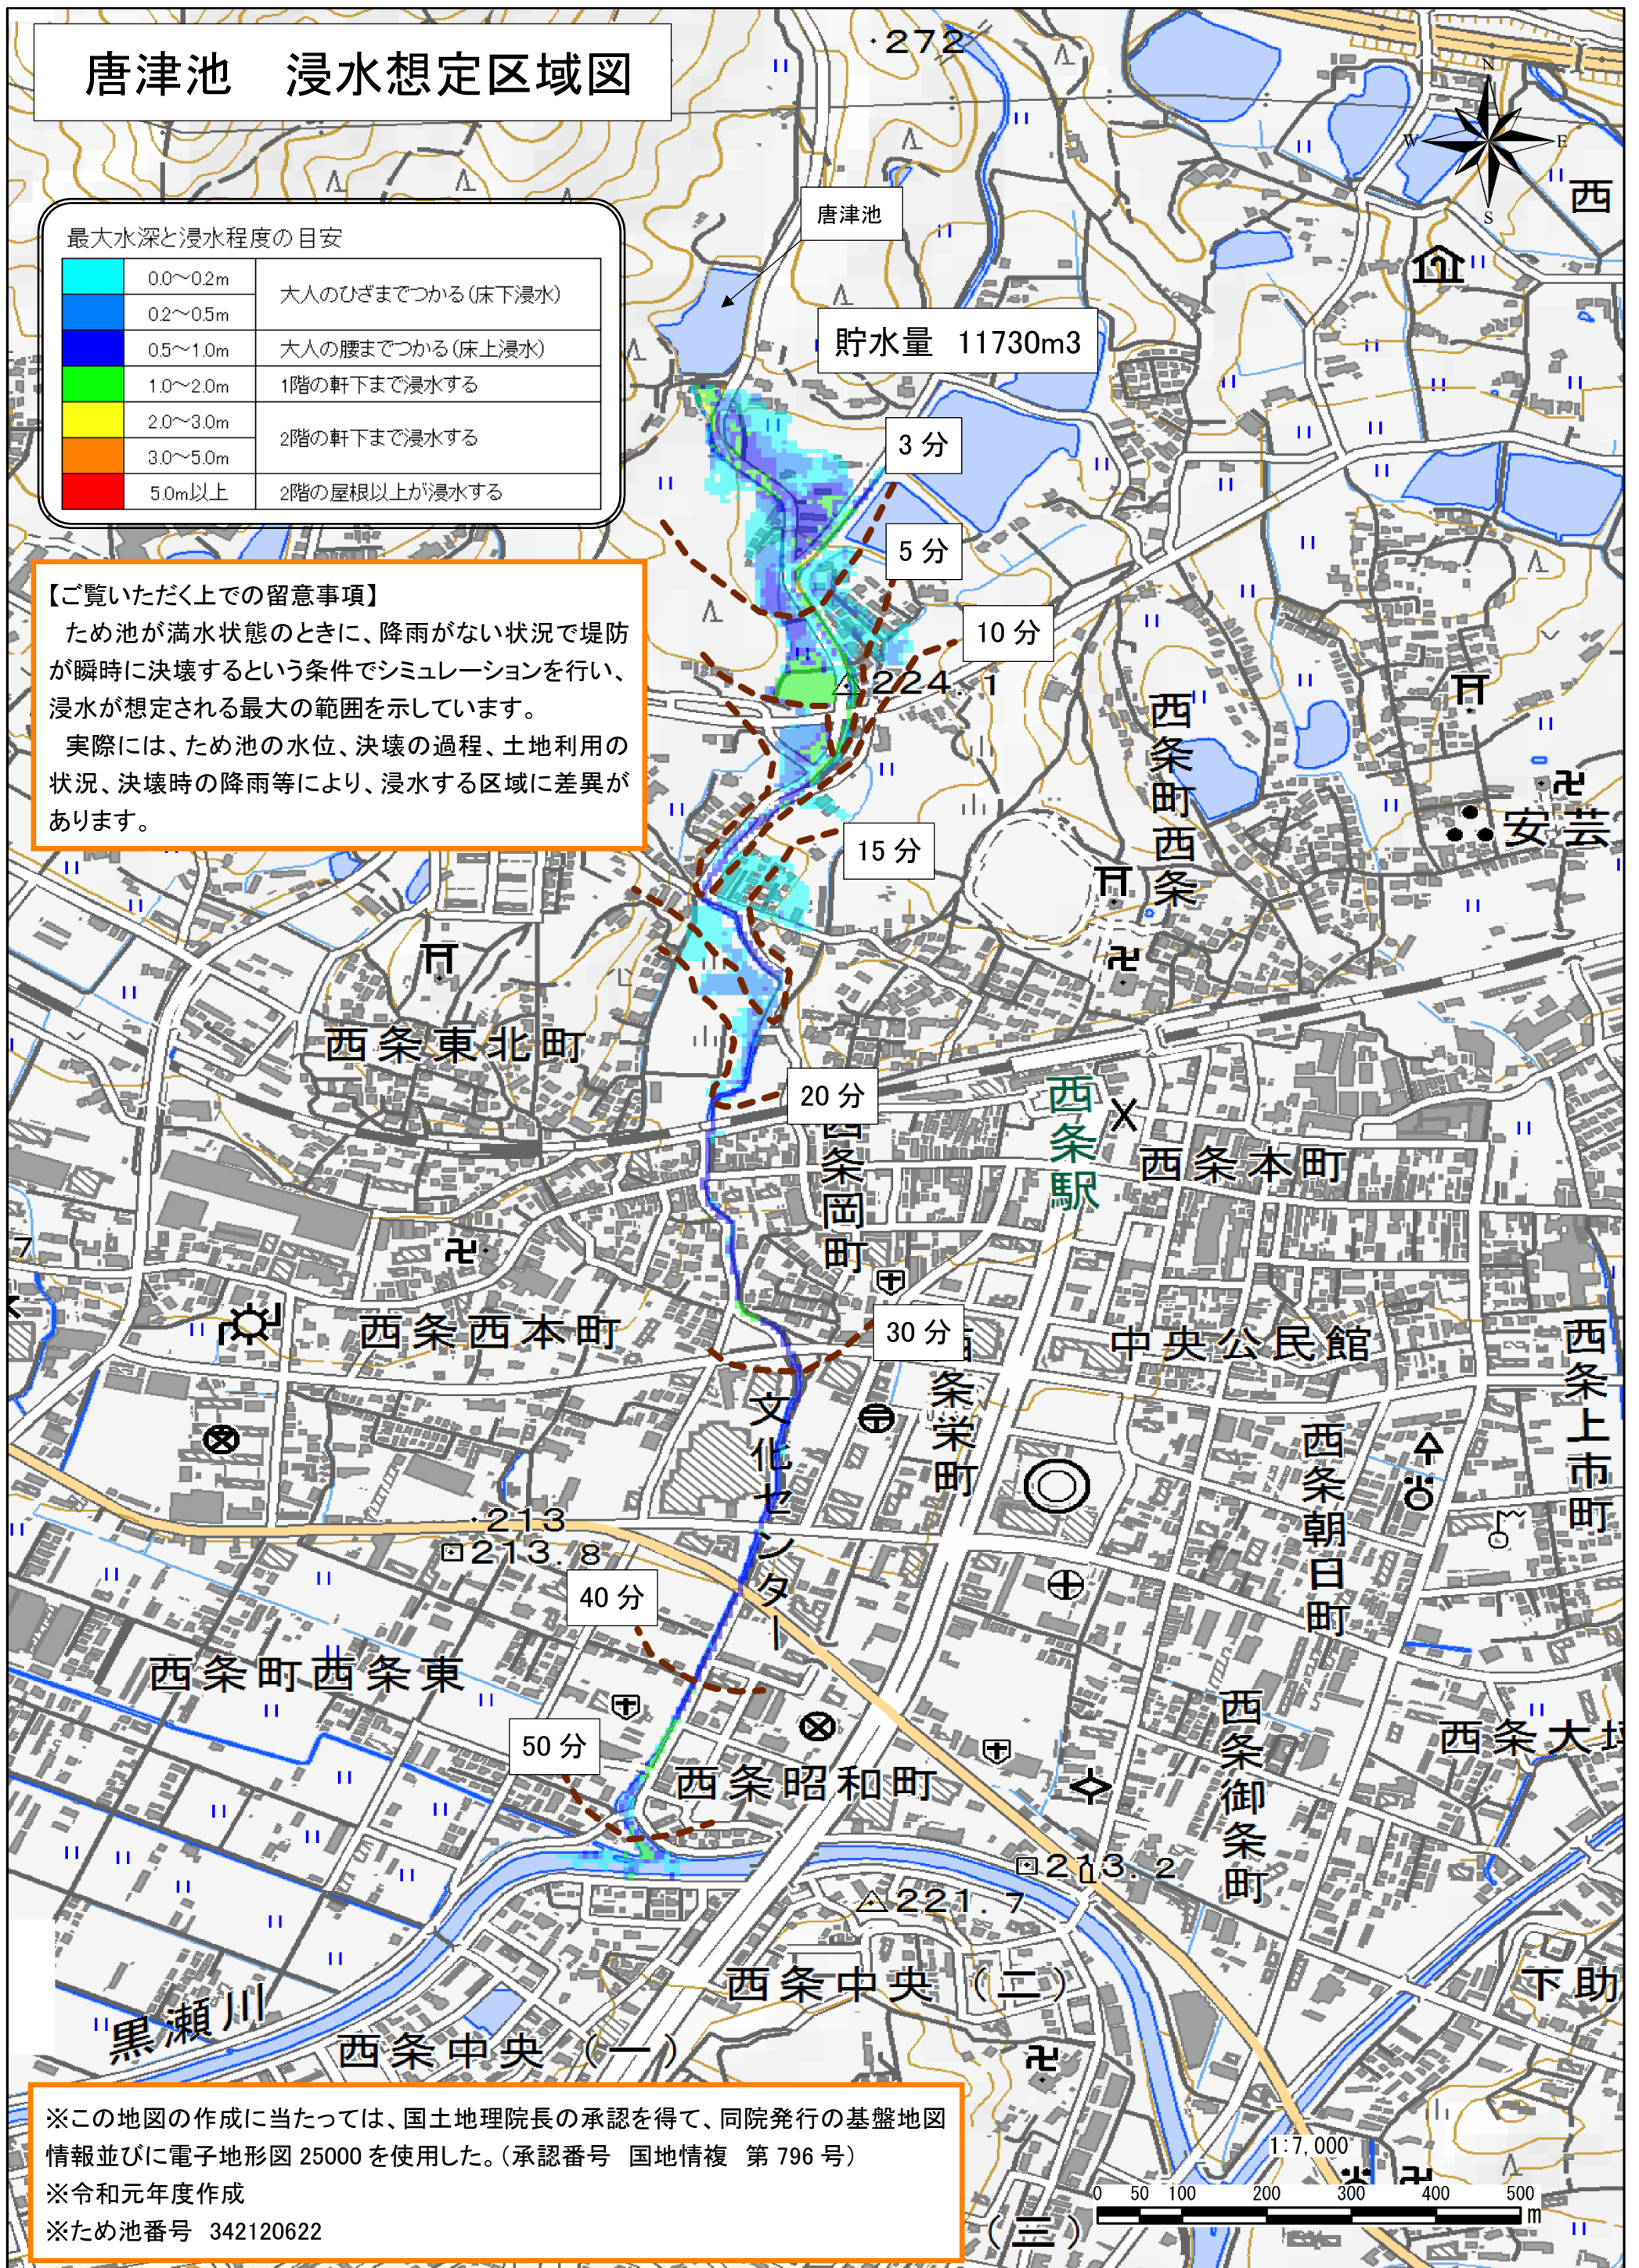 唐津池　浸水想定区域図
272
N
W
E
S
西
唐津池
最大水深と浸水程度の目安
0.0～0.2m
大人のひざまでつかる(床下浸水)
0.2～0.5m
0.5～1.0m
大人の腰までつかる(床上浸水)
1.0～2.0m
1階の軒下まで浸水する
2.0～3.0m
2階の軒下まで浸水する
3.0～5.0m
5.0m以上
2階の屋根以上が浸水する
貯水量　11730m3
3 分
5 分
10 分
【ご覧いただく上での留意事項】
ため池が満水状態のときに、降雨がない状況で堤防
が瞬時に決壊するという条件でシミュレーションを行い、
浸水が想定される最大の範囲を示しています。
実際には、ため池の水位、決壊の過程、土地利用の
状況、決壊時の降雨等により、浸水する区域に差異が
あります。
224.1
西条町西条
安芸
15 分
西条東北町
20 分
西条岡町
西条駅
西条本町
7
西条西本町
30 分
条栄町
中央公民館
西条上市町
文化センター
西条朝日町
213
213.8
40 分
西条町西条東
50 分
西条昭和町
西条御条町
西条大坪
213.2
221.7
西条中央（二）
下助
黒瀬川
西条中央（一）
※この地図の作成に当たっては、国土地理院長の承認を得て、同院発行の基盤地図
情報並びに電子地形図 25000 を使用した。（承認番号　国地情複　第 796 号）
※令和元年度作成
※ため池番号　342120622
（三）
1:7,000
0 50 100 200 300 400 500
m